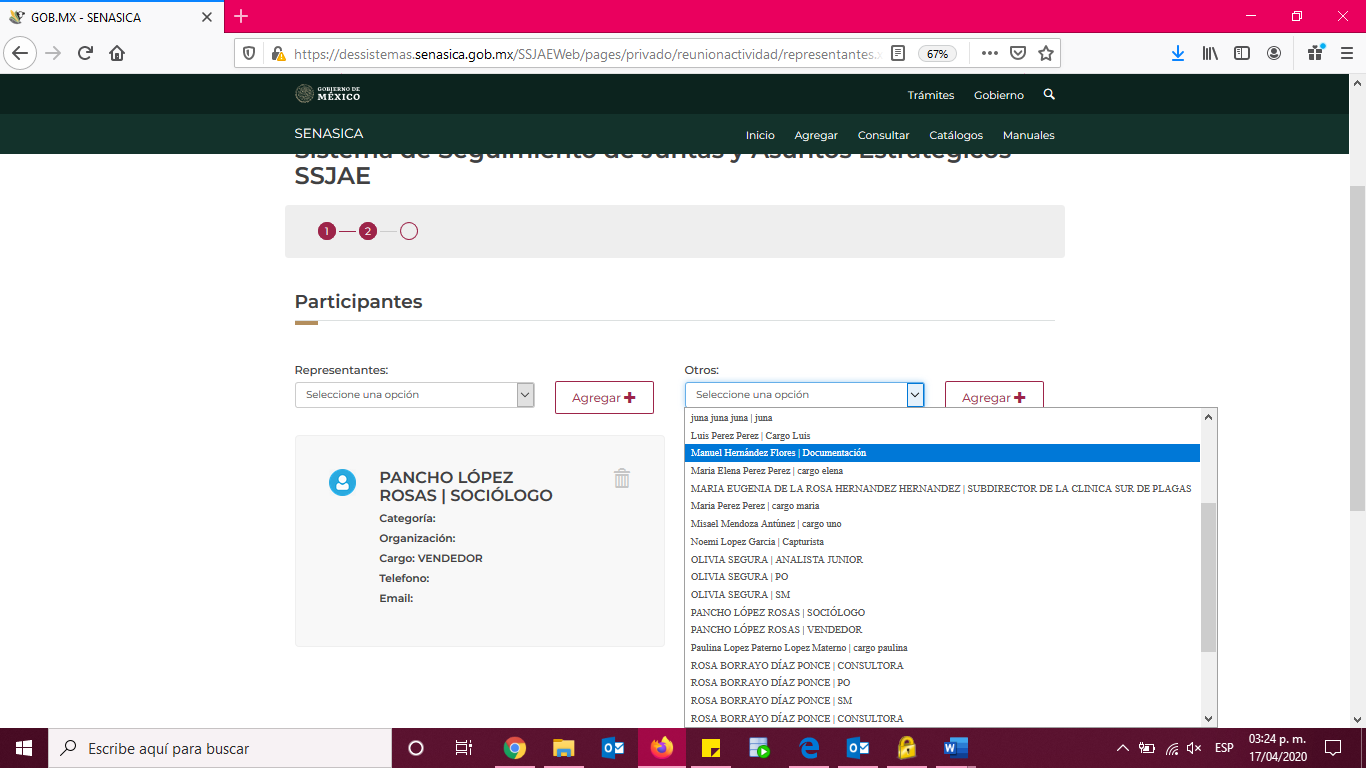 GOB.MX - SENASICA
https://dessistemas.senasica.gob.mx/SSJAEWeb/pages/privado/reunionactividad/representantes.x
67%
GOBIERNO DE
MÉXICO
Trámites
Gobierno
SENASICA
Inicio
Agregar
Consultar
Catálogos
Manuales
Sistema de Seguimiento de Juntas y Asuntos Estratégicos
SSJAE
1
2
Participantes
Representantes:
Seleccione una opción
Agregar
Otros:
Seleccione una opción
Agregar
PANCHO LÓPEZ
ROSAS | SOCIÓLOGO
Categoría:
Organización:
Cargo: VENDEDOR
Telefono:
Email:
juna juna juna | juna
Luis Perez Perez | Cargo Luis
Manuel Hernández Flores | Documentación
Maria Elena Perez Perez | cargo elena
MARIA EUGENIA DE LA ROSA HERNANDEZ HERNANDEZ | SUBDIRECTOR DE LA CLINICA SUR DE PLAGAS
Maria Perez Perez | cargo maria
Misael Mendoza Antúnez | cargo uno
Noemi Lopez Garcia | Capturista
OLIVIA SEGURA | ANALISTA JUNIOR
OLIVIA SEGURA | PO
OLIVIA SEGURA | SM
PANCHO LÓPEZ ROSAS | SOCIÓLOGO
PANCHO LÓPEZ ROSAS | VENDEDOR
Paulina Lopez Paterno Lopez Materno | cargo paulina
ROSA BORRAYO DÍAZ PONCE | CONSULTORA
ROSA BORRAYO DÍAZ PONCE | PO
ROSA BORRAYO DÍAZ PONCE | SM
ROSA BORRAYO DÍAZ PONCE | CONSULTORA
Escribe aquí para buscar
ESP
03:24 p. m.
17/04/2020